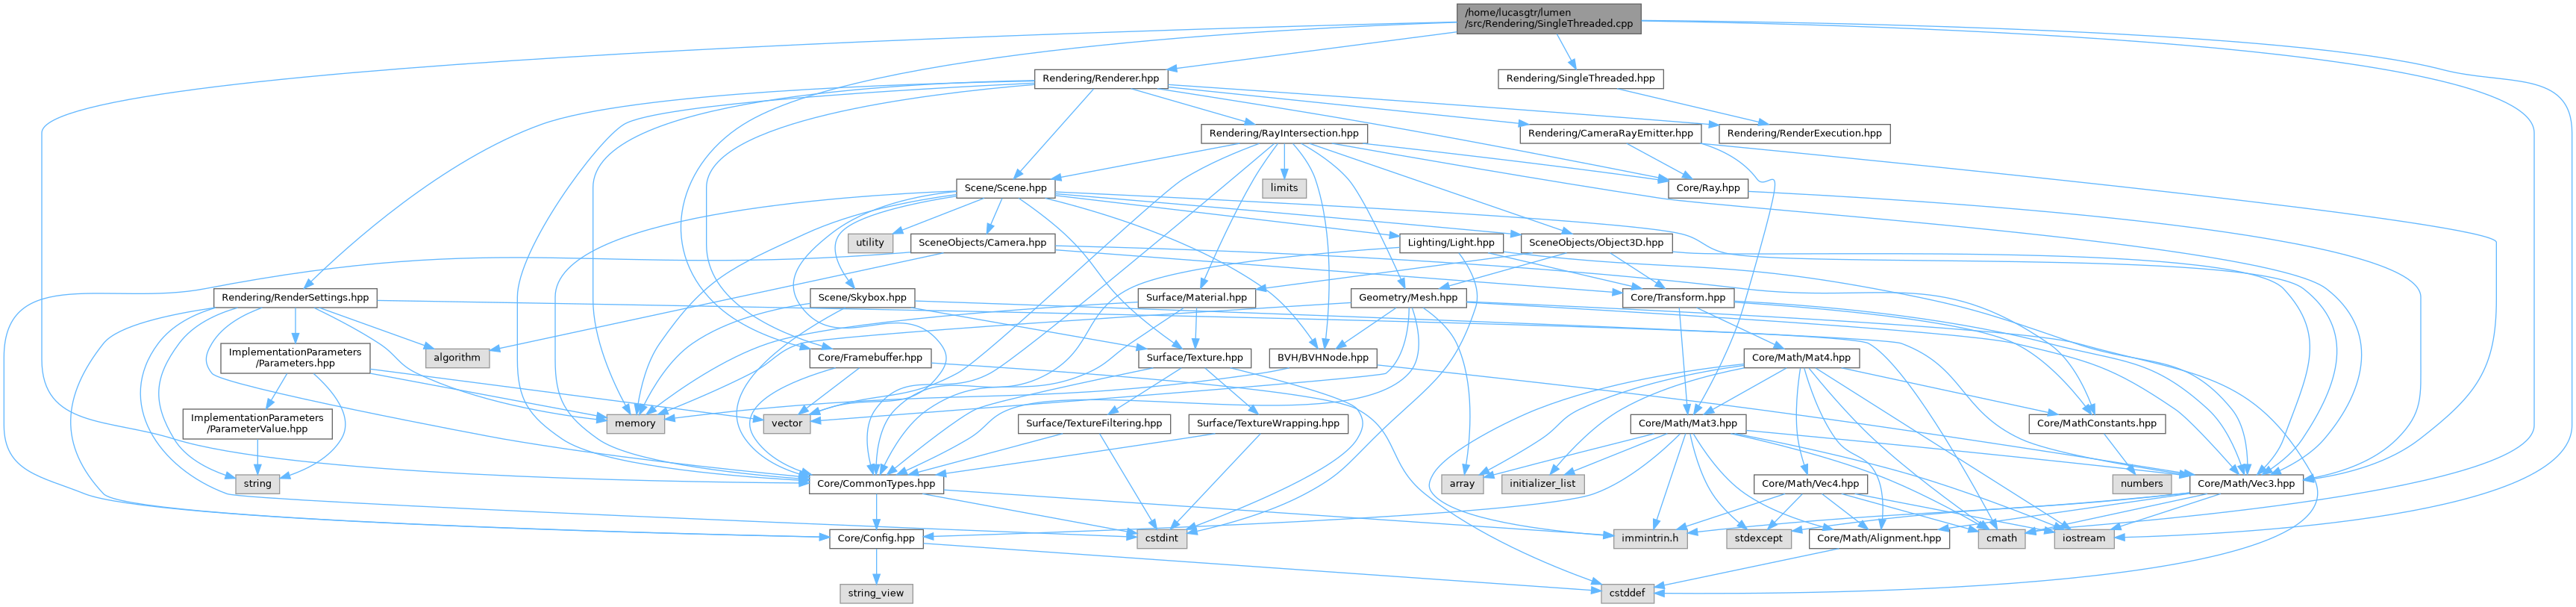 /home/lucasgtr/lumen
/src/Rendering/SingleThreaded.cpp
Rendering/Renderer.hpp
Rendering/SingleThreaded.hpp
Rendering/RayIntersection.hpp
Rendering/CameraRayEmitter.hpp
Rendering/RenderExecution.hpp
Scene/Scene.hpp
limits
Core/Ray.hpp
utility
SceneObjects/Camera.hpp
Lighting/Light.hpp
SceneObjects/Object3D.hpp
Rendering/RenderSettings.hpp
Scene/Skybox.hpp
Surface/Material.hpp
Geometry/Mesh.hpp
Core/Transform.hpp
ImplementationParameters
/Parameters.hpp
algorithm
Core/Framebuffer.hpp
Surface/Texture.hpp
BVH/BVHNode.hpp
Core/Math/Mat4.hpp
ImplementationParameters
/ParameterValue.hpp
memory
vector
Surface/TextureFiltering.hpp
Surface/TextureWrapping.hpp
Core/Math/Mat3.hpp
Core/MathConstants.hpp
string
Core/CommonTypes.hpp
array
initializer_list
Core/Math/Vec4.hpp
numbers
Core/Math/Vec3.hpp
Core/Config.hpp
cstdint
immintrin.h
stdexcept
Core/Math/Alignment.hpp
cmath
iostream
string_view
cstddef